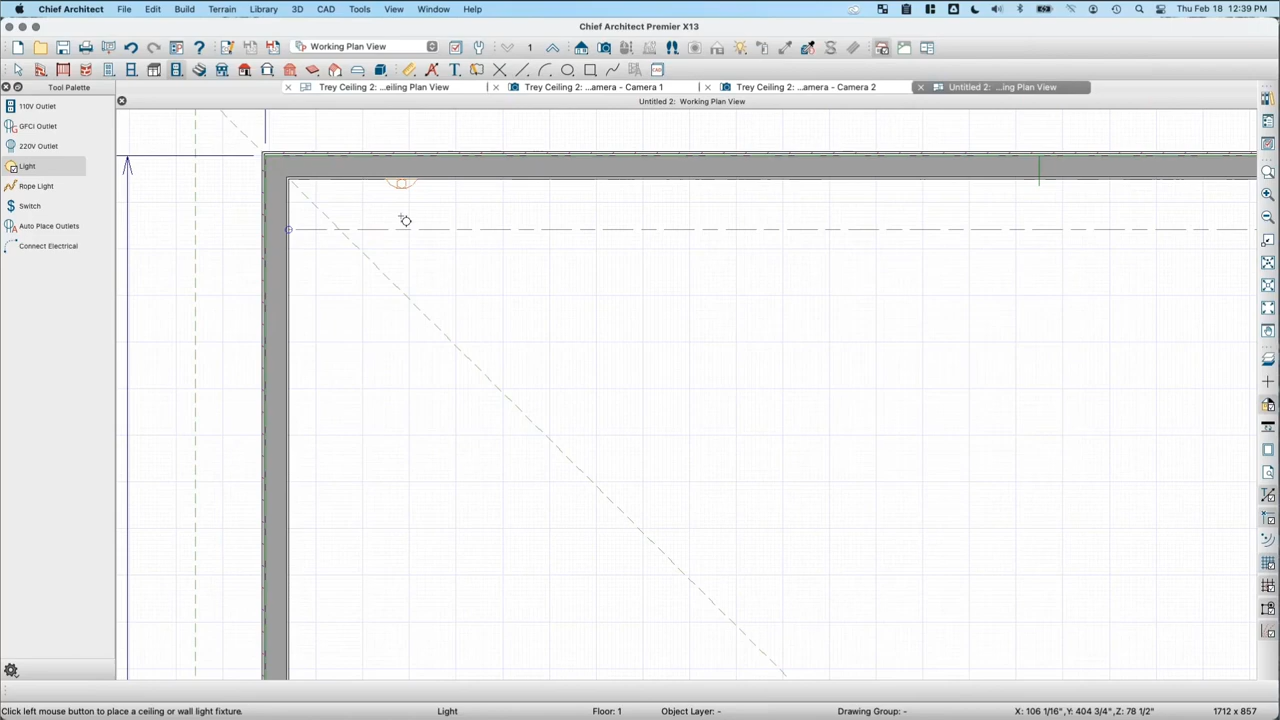 Chief Architect File Edit Build Terrain Library 3D CAD Tools View Window Help Thu Feb 18 12:39 PM
Chief Architect Premier X13
Working Plan View 1
Tool Palette
Trey Ceiling 2: ...eiling Plan View
Trey Ceiling 2: ...amera - Camera 1
Trey Ceiling 2: ...amera - Camera 2
Untitled 2: ...ing Plan View
Untitled 2: Working Plan View
110V Outlet
GFCI Outlet
220V Outlet
Light
Rope Light
Switch
Auto Place Outlets
Connect Electrical
Click left mouse button to place a ceiling or wall light fixture. Light Floor: 1 Object Layer: - Drawing Group: - X: 106 1/16", Y: 404 3/4", Z: 78 1/2" 1712 x 857